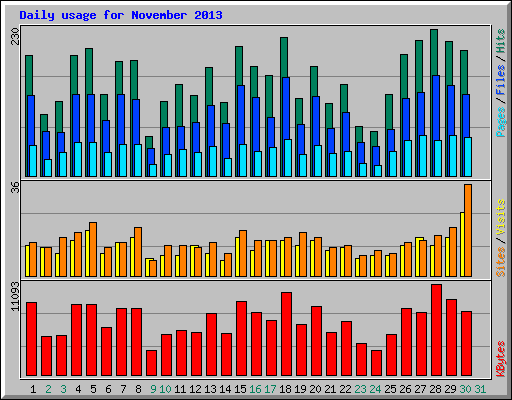 Daily usage for November 2013
230
Pages / Files / Hits
36
Sites / Visits
11093
KBytes
1 2 3 4 5 6 7 8 9 10 11 12 13 14 15 16 17 18 19 20 21 22 23 24 25 26 27 28 29 30 31